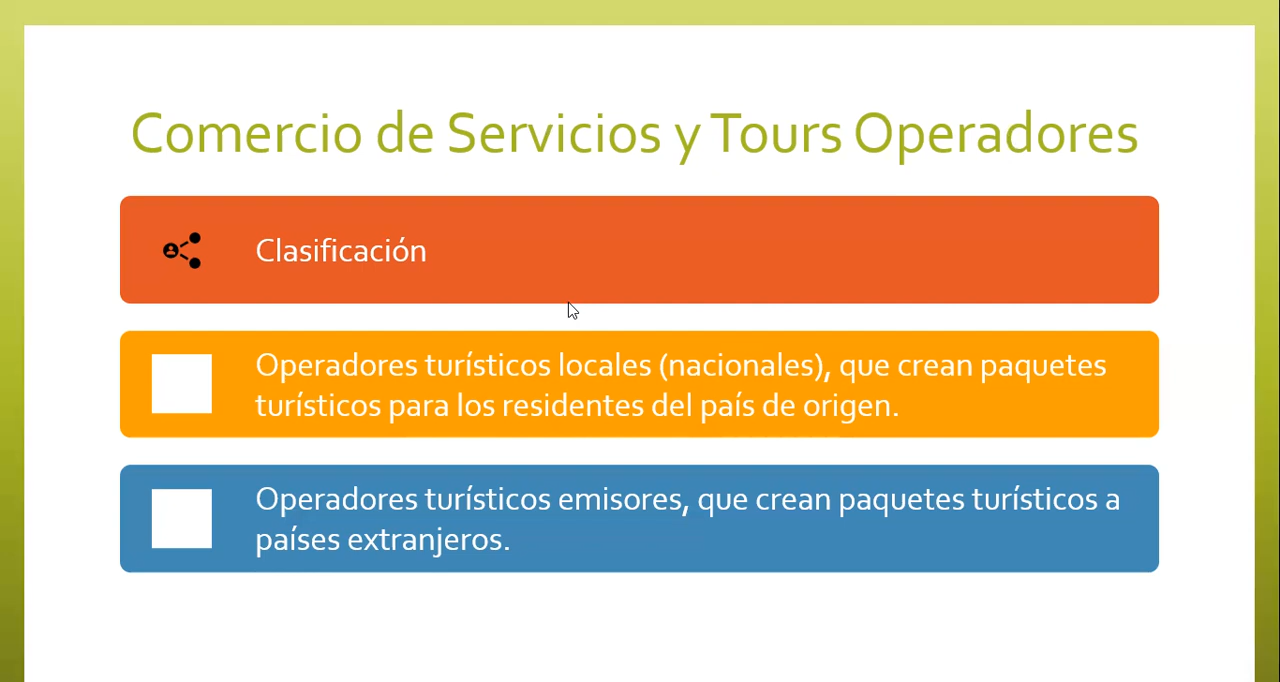 Comercio de Servicios y Tours Operadores
Clasificación
Operadores turísticos locales (nacionales), que crean paquetes
turísticos para los residentes del país de origen.
Operadores turísticos emisores, que crean paquetes turísticos a
países extranjeros.